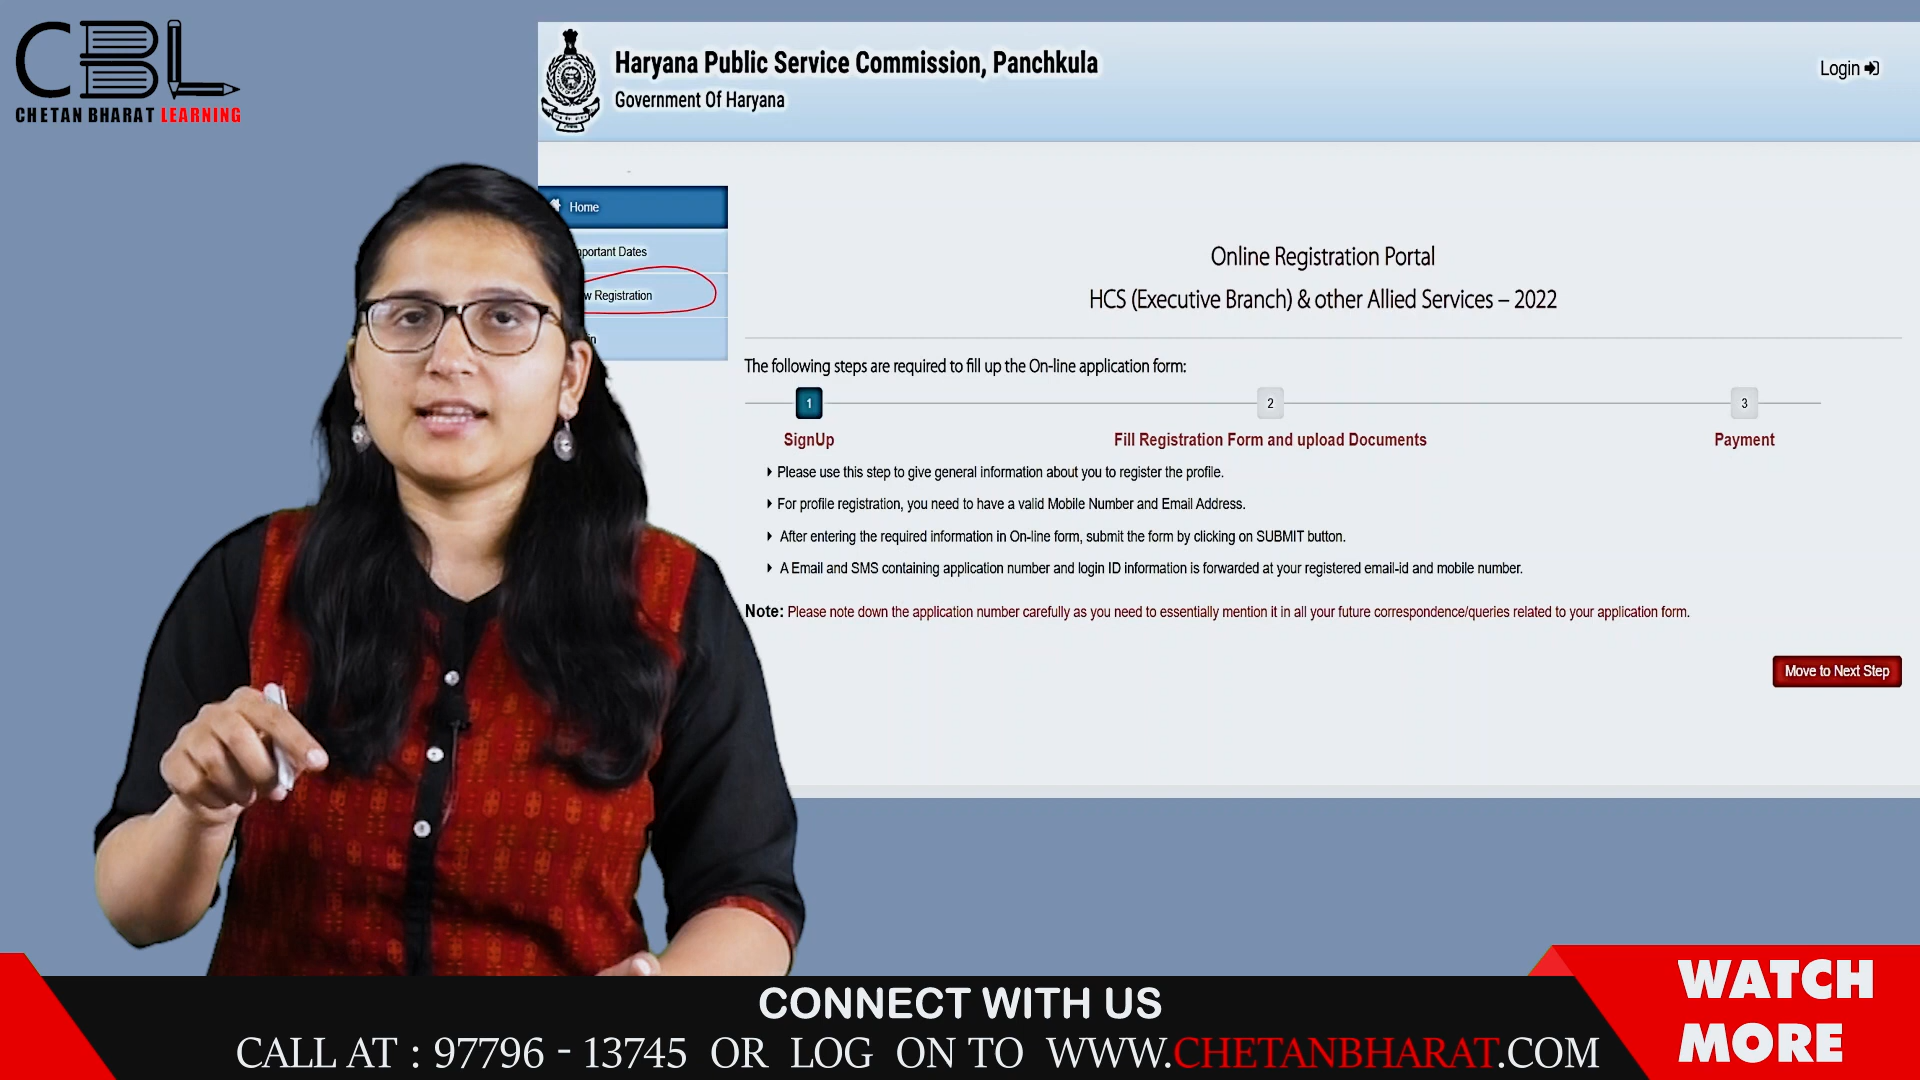 CBL
CHETAN BHARAT LEARNING
Haryana Public Service Commission, Panchkula
Government Of Haryana
Login
Home
Dates
Registration
Online Registration Portal
HCS (Executive Branch) & other Allied Services – 2022
The following steps are required to fill up the On-line application form:
1
2
3
SignUp
Fill Registration Form and upload Documents
Payment
Please use this step to give general information about you to register the profile.
For profile registration, you need to have a valid Mobile Number and Email Address.
After entering the required information in On-line form, submit the form by clicking on SUBMIT button.
A Email and SMS containing application number and login ID information is forwarded at your registered email-id and mobile number.
Note: Please note down the application number carefully as you need to essentially mention it in all your future correspondence/queries related to your application form.
Move to Next Step
CONNECT WITH US
CALL AT : 97796 - 13745 OR LOG ON TO WWW.CHETANBHARAT.COM
WATCH
MORE